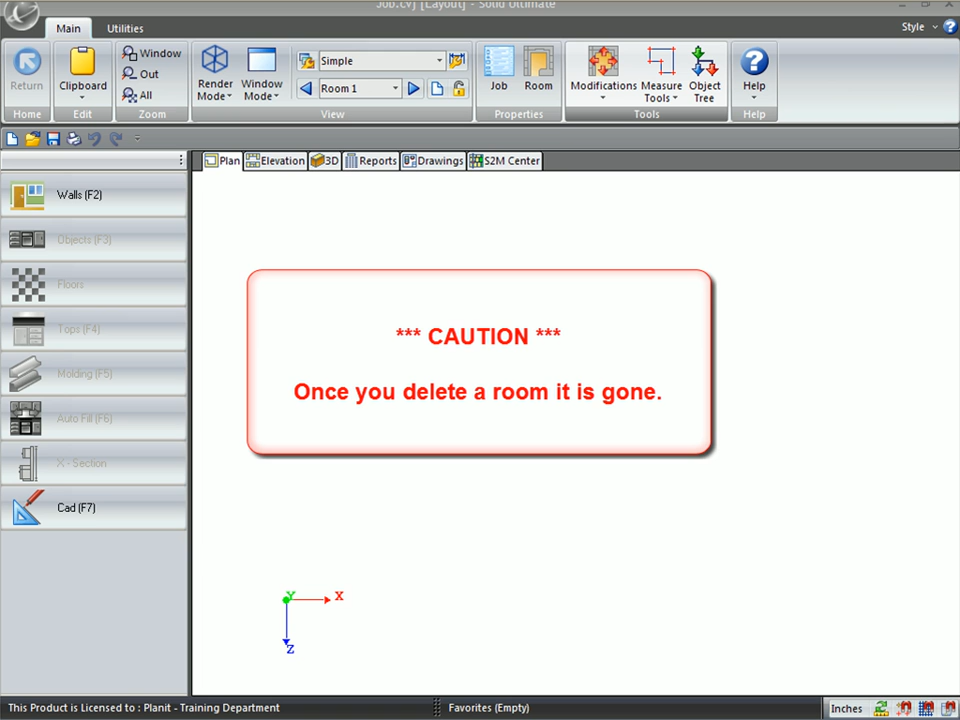 Job.cvj [Layout] - Solid Ultimate
Main
Utilities
Style
Return
Clipboard
Window
Out
All
Render Mode
Window Mode
Simple
Room 1
Job
Room
Modifications
Measure Tools
Object Tree
Help
Home
Edit
Zoom
View
Properties
Tools
Help
Plan
Elevation
3D
Reports
Drawings
S2M Center
Walls (F2)
Objects (F3)
Floors
Tops (F4)
Molding (F5)
Auto Fill (F6)
X - Section
Cad (F7)
*** CAUTION ***
Once you delete a room it is gone.
Y
X
Z
This Product is Licensed to : Planit - Training Department
Favorites (Empty)
Inches